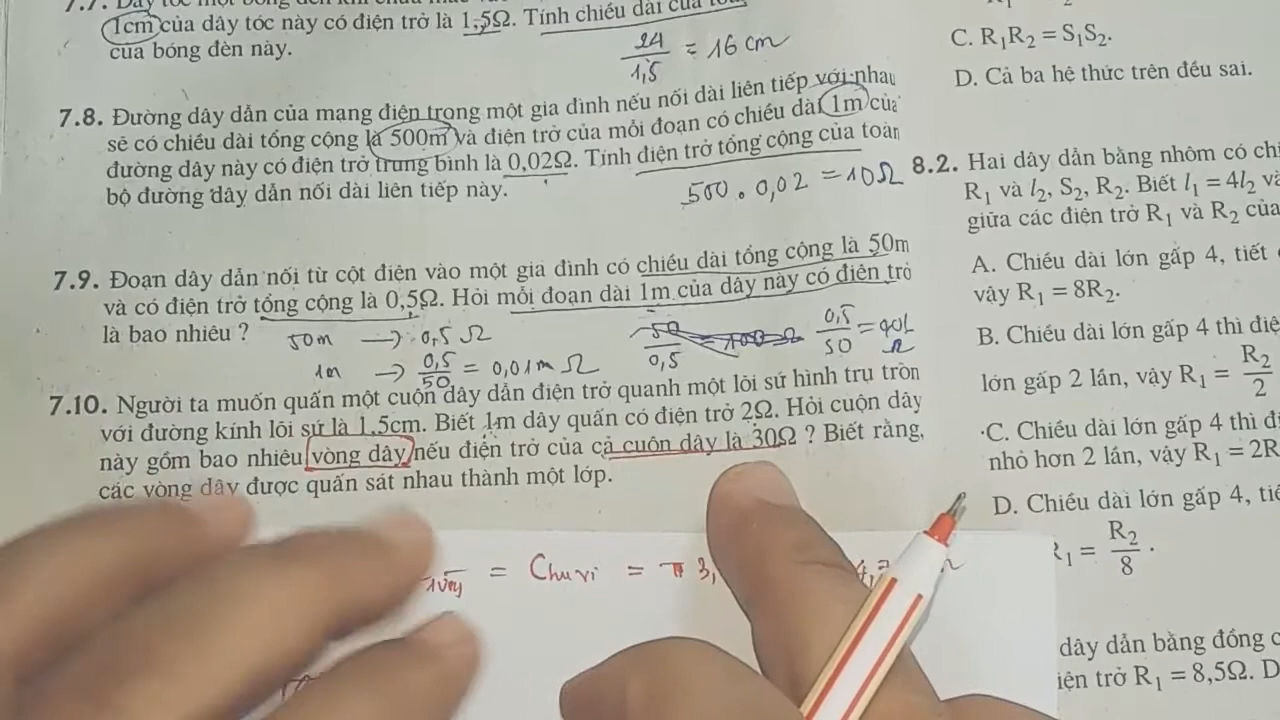 1cm của dây tóc này có điện trở là 1,5Ω. Tính chiều dài của
của bóng đèn này.
24/1,5 = 16 cm
7.8. Đường dây dẫn của mạng điện trong một gia đình nếu nối dài liên tiếp với nhau
sẽ có chiều dài tổng cộng là 500m và điện trở của mỗi đoạn có chiều dài 1m của
đường dây này có điện trở trung bình là 0,02Ω. Tính điện trở tổng cộng của toàn
bộ đường dây dẫn nối dài liên tiếp này.
500 . 0,02 = 10Ω
7.9. Đoạn dây dẫn nối từ cột điện vào một gia đình có chiều dài tổng cộng là 50m
và có điện trở tổng cộng là 0,5Ω. Hỏi mỗi đoạn dài 1m của dây này có điện trở
là bao nhiêu ?
50m → 0,5 Ω
1m → 0,5/50 = 0,01m Ω
50/0,5 = 100 Ω
0,5/50 = 0,01 Ω
7.10. Người ta muốn quấn một cuộn dây dẫn điện trở quanh một lõi sứ hình trụ tròn
với đường kính lõi sứ là 1,5cm. Biết 1m dây quấn có điện trở 2Ω. Hỏi cuộn dây
này gồm bao nhiêu vòng dây nếu điện trở của cả cuộn dây là 30Ω ? Biết rằng,
các vòng dây được quấn sát nhau thành một lớp.
= Chu vi = π
C. R₁R₂ = S₁S₂.
D. Cả ba hệ thức trên đều sai.
8.2. Hai dây dẫn bằng nhôm có
R₁ và l₂, S₂, R₂. Biết l₁ = 4l₂
giữa các điện trở R₁ và R₂ của
A. Chiều dài lớn gấp 4, tiết
vậy R₁ = 8R₂.
B. Chiều dài lớn gấp 4 thì
lớn gấp 2 lần, vậy R₁ = R₂/2
C. Chiều dài lớn gấp 4 thì
nhỏ hơn 2 lần, vậy R₁ = 2R
D. Chiều dài lớn gấp 4,
R₁ = R₂/8 .
dây dẫn bằng đồng
R₁ = 8,5Ω.